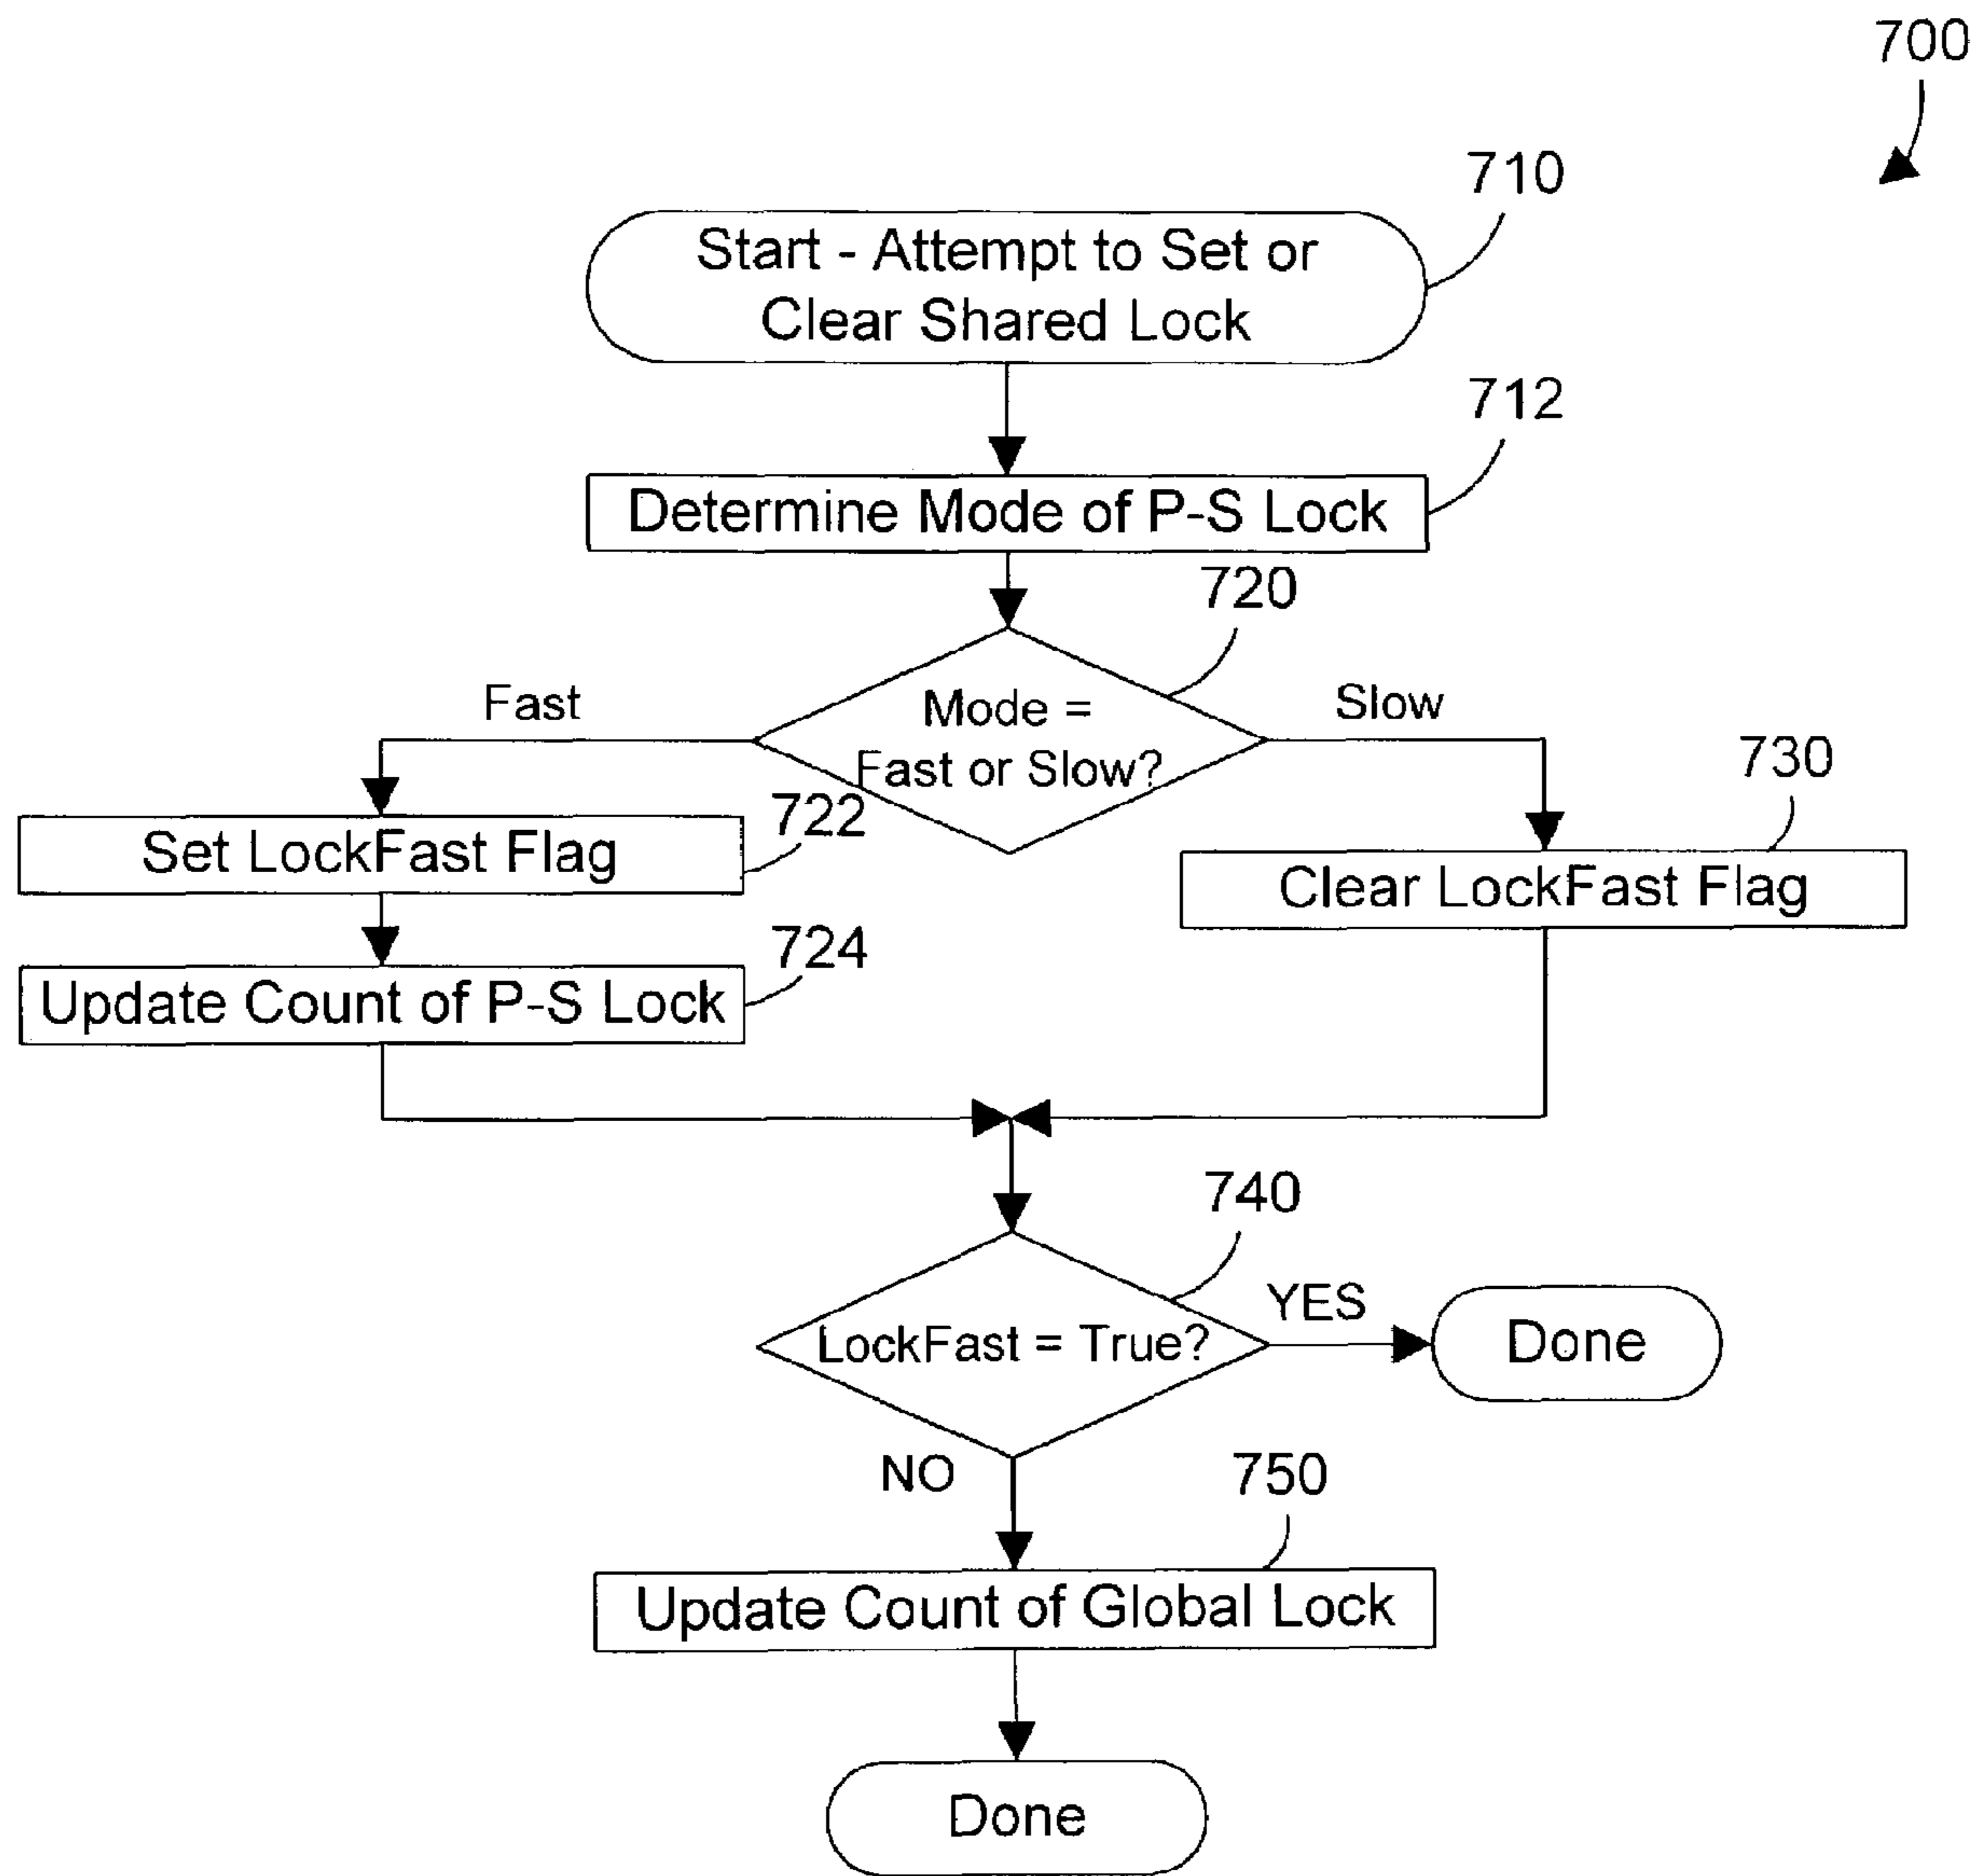 700
710
Start - Attempt to Set or
Clear Shared Lock
712
Determine Mode of P-S Lock
720
Mode =
Fast or Slow?
Fast
Slow
722
Set LockFast Flag
730
Clear LockFast Flag
724
Update Count of P-S Lock
740
LockFast = True?
YES
Done
NO
750
Update Count of Global Lock
Done